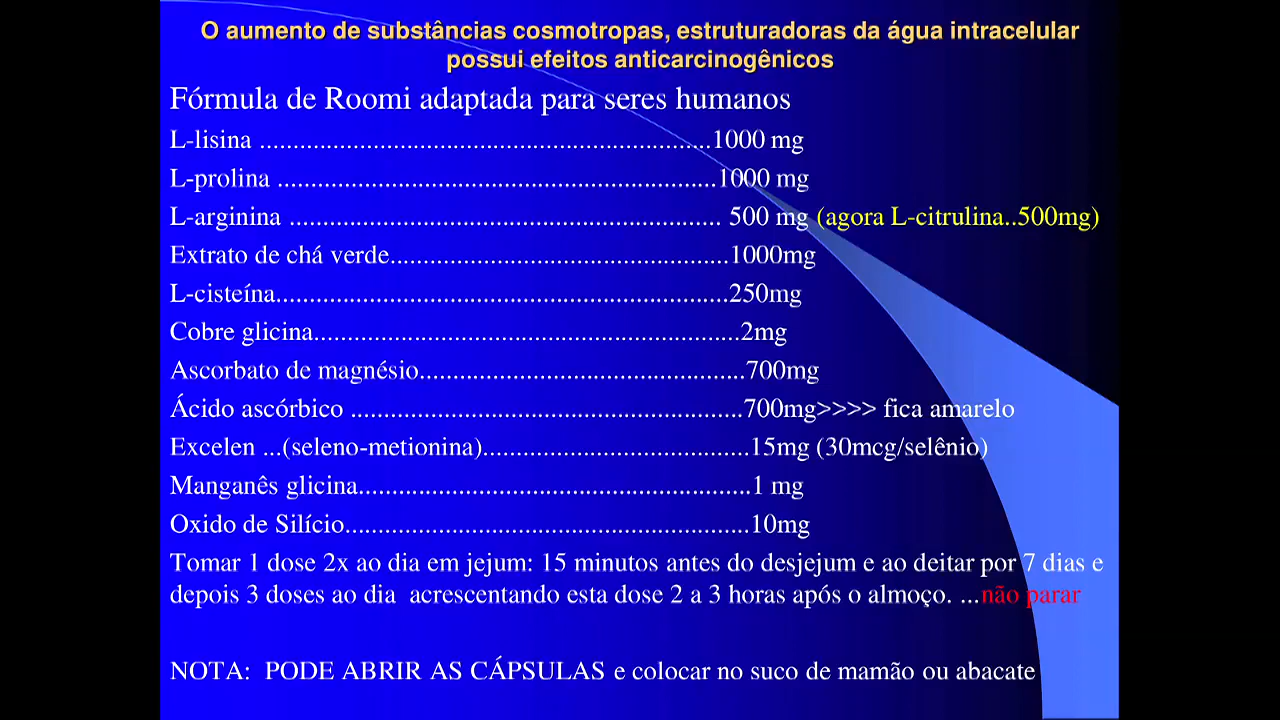 O aumento de substâncias cosmotropas, estruturadoras da água intracelular
possui efeitos anticarcinogênicos
Fórmula de Roomi adaptada para seres humanos
L-lisina ....................................................................1000 mg
L-prolina ..................................................................1000 mg
L-arginina ................................................................. 500 mg (agora L-citrulina..500mg)
Extrato de chá verde...................................................1000mg
L-cisteína....................................................................250mg
Cobre glicina................................................................2mg
Ascorbato de magnésio.................................................700mg
Ácido ascórbico ...........................................................700mg>>>> fica amarelo
Excelen ...(seleno-metionina)........................................15mg (30mcg/selênio)
Manganês glicina...........................................................1 mg
Oxido de Silício.............................................................10mg
Tomar 1 dose 2x ao dia em jejum: 15 minutos antes do desjejum e ao deitar por 7 dias e
depois 3 doses ao dia acrescentando esta dose 2 a 3 horas após o almoço. ...não parar
NOTA: PODE ABRIR AS CÁPSULAS e colocar no suco de mamão ou abacate